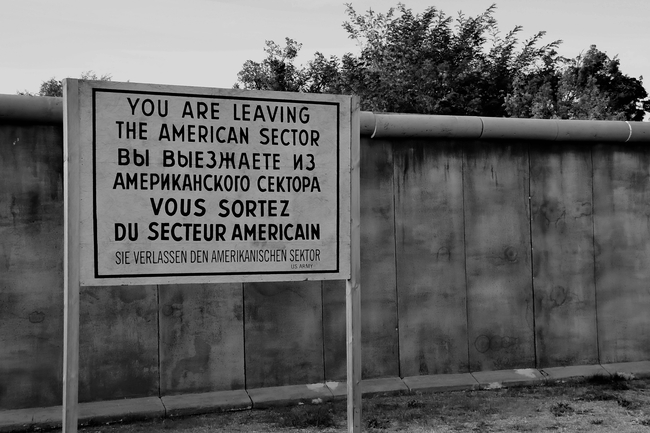 YOU ARE LEAVING
THE AMERICAN SECTOR
ВЫ ВЫЕЗЖАЕТЕ ИЗ
АМЕРИКАНСКОГО СЕКТОРА
VOUS SORTEZ
DU SECTEUR AMERICAIN
SIE VERLASSEN DEN AMERIKANISCHEN SEKTOR
US ARMY